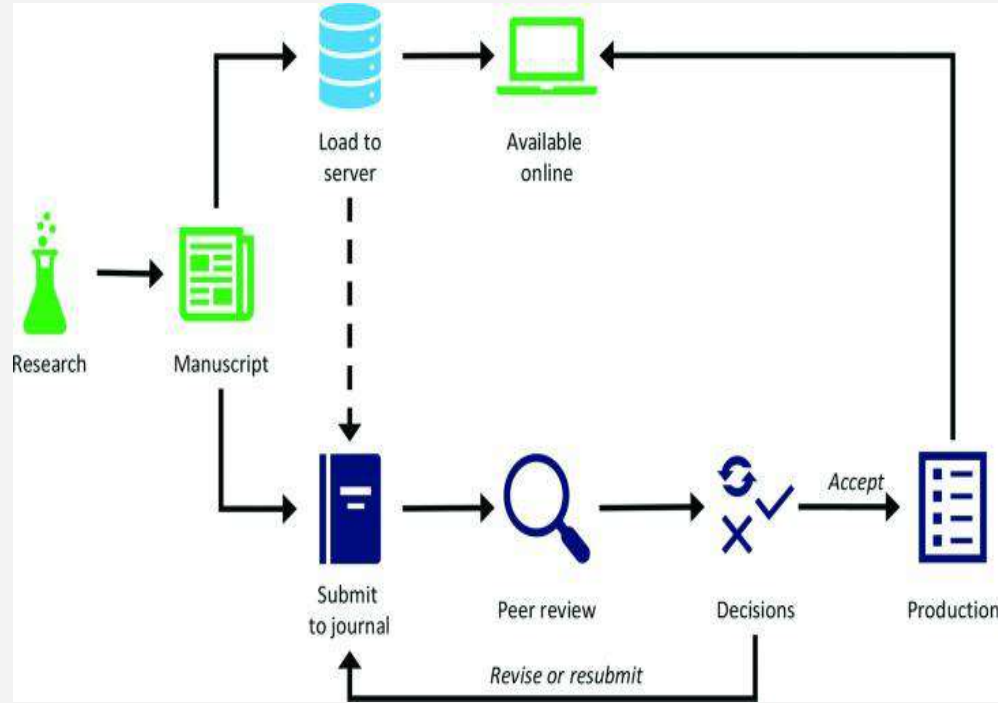 Load to
server
Available
online
Research
Manuscript
Accept
Submit
to journal
Peer review
Decisions
Production
Revise or resubmit